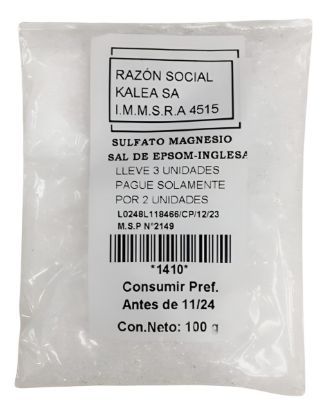 RAZÓN SOCIAL
KALEA SA
I.M.M.S.R.A 4515
SULFATO MAGNESIO
SAL DE EPSOM-INGLESA
LLEVE 3 UNIDADES
PAGUE SOLAMENTE
POR 2 UNIDADES
L0248L118466/CP/12/23
M.S.P N°2149
*1410*
Consumir Pref.
Antes de 11/24
Con.Neto: 100 g